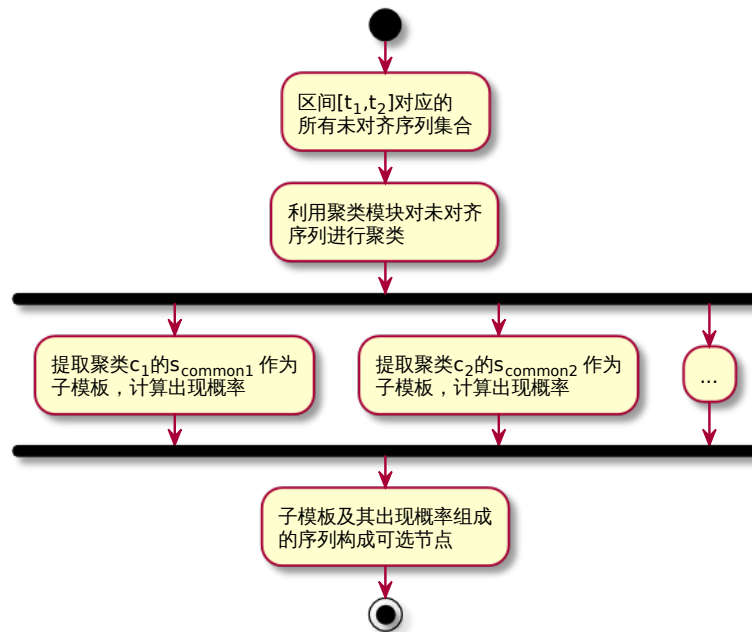 区间[t₁,t₂]对应的
所有未对齐序列集合
利用聚类模块对未对齐
序列进行聚类
提取聚类c₁的s_common1 作为
子模板，计算出现概率
提取聚类c₂的s_common2 作为
子模板，计算出现概率
...
子模板及其出现概率组成
的序列构成可选节点